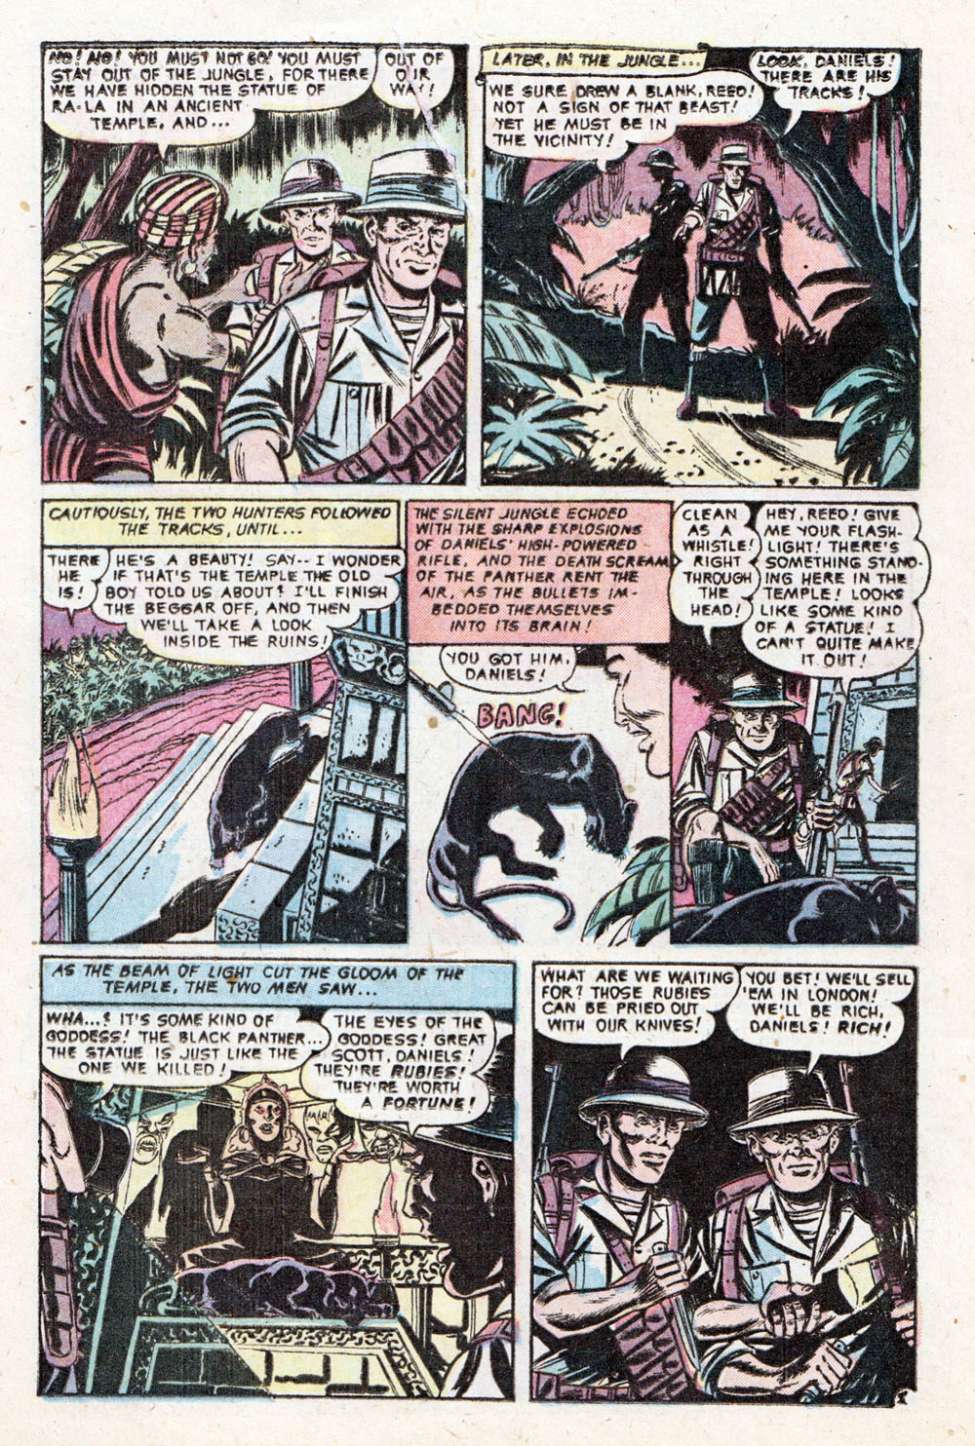 NO! NO! YOU MUST NOT GO! YOU MUST
STAY OUT OF THE JUNGLE, FOR THERE
WE HAVE HIDDEN THE STATUE OF
RA-LA IN AN ANCIENT
TEMPLE, AND...
OUT OF
OUR
WAY!
LATER, IN THE JUNGLE...
WE SURE DREW A BLANK, REED!
NOT A SIGN OF THAT BEAST!
YET HE MUST BE IN
THE VICINITY!
LOOK, DANIELS!
THERE ARE HIS
TRACKS!
CAUTIOUSLY, THE TWO HUNTERS FOLLOWED
THE TRACKS, UNTIL...
THERE
HE
IS!
HE'S A BEAUTY! SAY-- I WONDER
IF THAT'S THE TEMPLE THE OLD
BOY TOLD US ABOUT? I'LL FINISH
THE BEGGAR OFF, AND THEN
WE'LL TAKE A LOOK
INSIDE THE RUINS!
THE SILENT JUNGLE ECHOED
WITH THE SHARP EXPLOSIONS
OF DANIELS' HIGH-POWERED
RIFLE, AND THE DEATH SCREAM
OF THE PANTHER RENT THE
AIR, AS THE BULLETS IM-
BEDDED THEMSELVES
INTO ITS BRAIN!
YOU GOT HIM,
DANIELS!
BANG!
CLEAN
AS A
WHISTLE!
RIGHT
THROUGH
THE
HEAD!
HEY, REED! GIVE
ME YOUR FLASH-
LIGHT! THERE'S
SOMETHING STAND-
ING HERE IN THE
TEMPLE! LOOKS
LIKE SOME KIND
OF A STATUE! I
CAN'T QUITE MAKE
IT OUT!
AS THE BEAM OF LIGHT CUT THE GLOOM OF THE
TEMPLE, THE TWO MEN SAW...
WHA...? IT'S SOME KIND OF
GODDESS! THE BLACK PANTHER...
THE STATUE IS JUST LIKE THE
ONE WE KILLED!
THE EYES OF THE
GODDESS! GREAT
SCOTT, DANIELS!
THEY'RE RUBIES!
THEY'RE WORTH
A FORTUNE!
WHAT ARE WE WAITING
FOR? THOSE RUBIES
CAN BE PRIED OUT
WITH OUR KNIVES!
YOU BET! WE'LL SELL
'EM IN LONDON!
WE'LL BE RICH,
DANIELS! RICH!